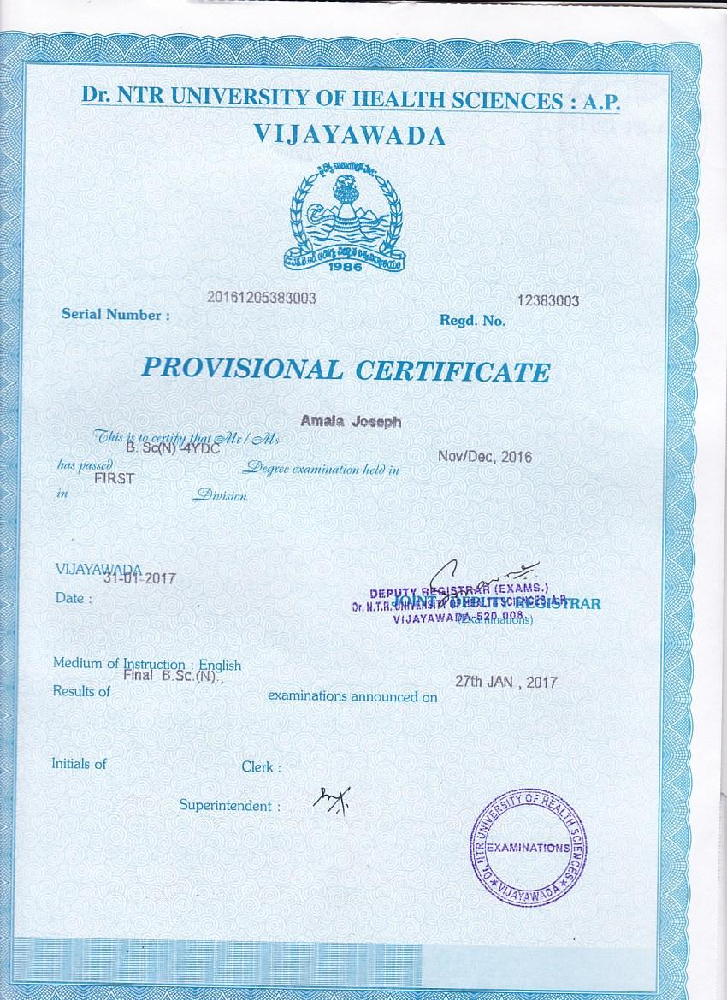 Dr. NTR UNIVERSITY OF HEALTH SCIENCES : A.P.
VIJAYAWADA
1986
20161205383003
Serial Number :
12383003
Regd. No.
PROVISIONAL CERTIFICATE
Amala Joseph
This is to certify that Mr / Ms
B. Sc(N)-4YDC
has passed
Degree examination held in
Nov/Dec, 2016
FIRST
in
Division.
VIJAYAWADA
31-01-2017
Date :
DEPUTY REGISTRAR (EXAMS.)
Dr. N.T.R. UNIVERSITY OF HEALTH SCIENCES, A.P.
VIJAYAWADA-520 008.
JOINT / DEPUTY REGISTRAR
(Examinations)
Medium of Instruction : English
Final B.Sc.(N).,
Results of
examinations announced on
27th JAN , 2017
Initials of
Clerk :
Superintendent :
Dr. NTR UNIVERSITY OF HEALTH SCIENCES
EXAMINATIONS
★ VIJAYAWADA ★